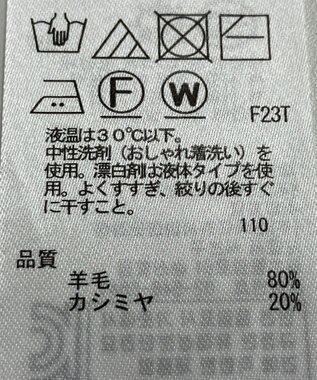 F W
F23T
液温は30℃以下。
中性洗剤（おしゃれ着洗い）を
使用。漂白剤は液体タイプを使
用。よくすすぎ、絞りの後すぐ
に干すこと。
110
品質
羊毛 80%
カシミヤ 20%